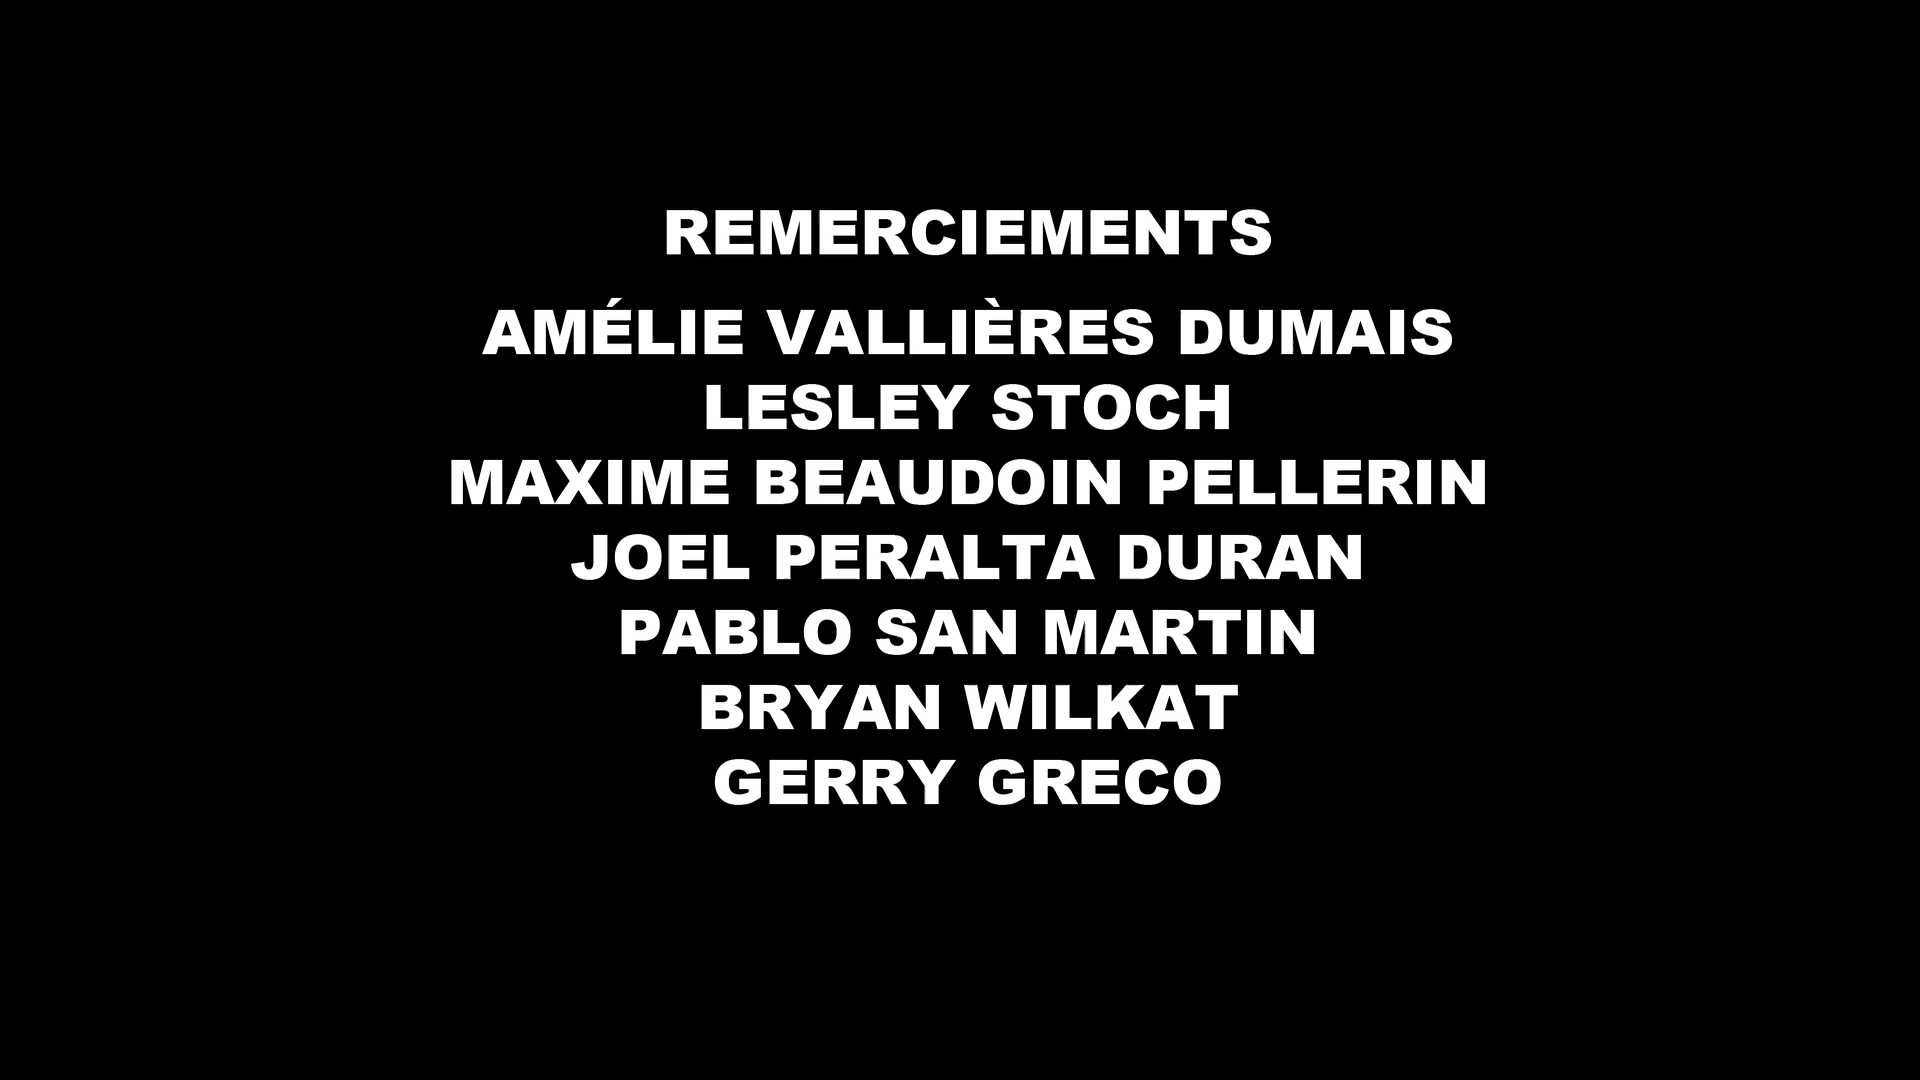 REMERCIEMENTS
AMÉLIE VALLIÈRES DUMAIS
LESLEY STOCH
MAXIME BEAUDOIN PELLERIN
JOEL PERALTA DURAN
PABLO SAN MARTIN
BRYAN WILKAT
GERRY GRECO